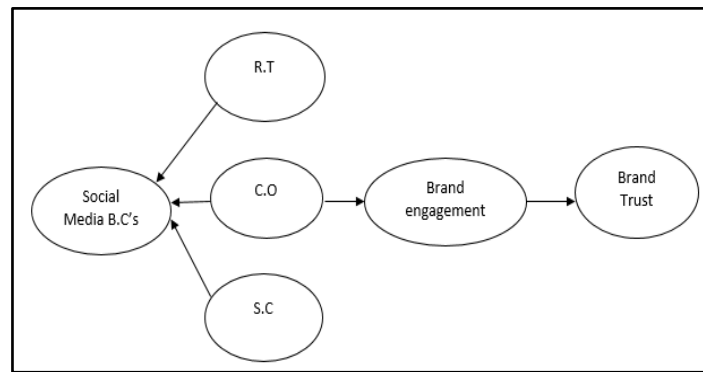 R.T
Social
Media B.C's
C.O
Brand
engagement
Brand
Trust
S.C